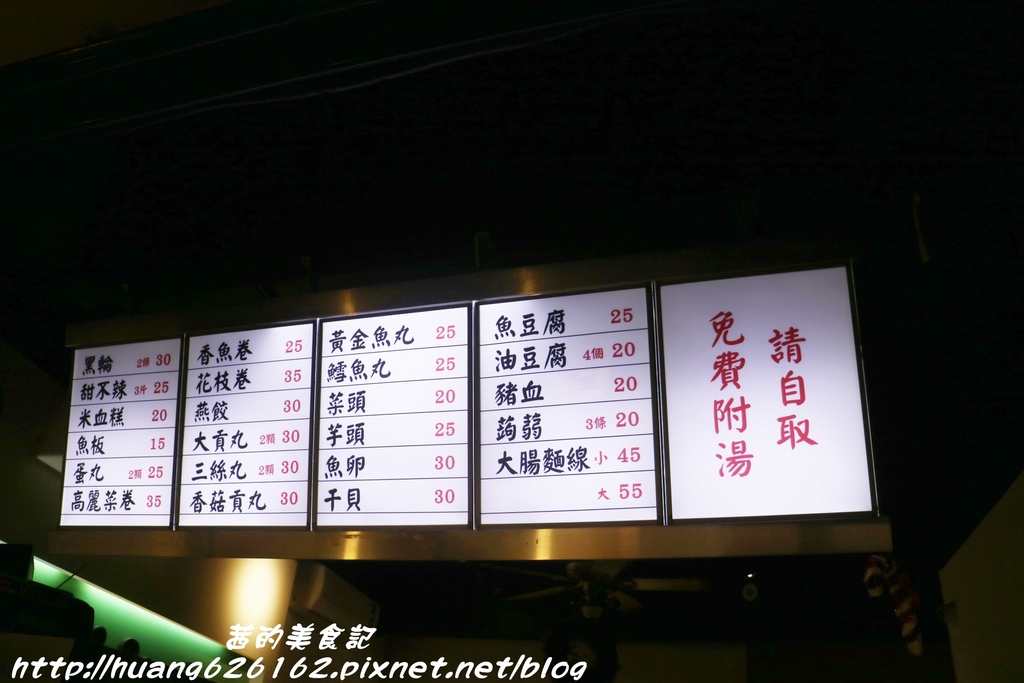 黑輪 2條 30
甜不辣 3片 25
米血糕 20
魚板 15
蛋丸 2顆 25
高麗菜卷 35
香魚卷 25
花枝卷 35
燕餃 30
大貢丸 2顆 30
三絲丸 2顆 30
香菇貢丸 30
黃金魚丸 25
鱈魚丸 25
菜頭 20
芋頭 25
魚卵 30
干貝 30
魚豆腐 25
油豆腐 4個 20
豬血 20
蒟蒻 3條 20
大腸麵線 小 45
大 55
請自取
免費附湯
茜的美食記
http://huang626162.pixnet.net/blog